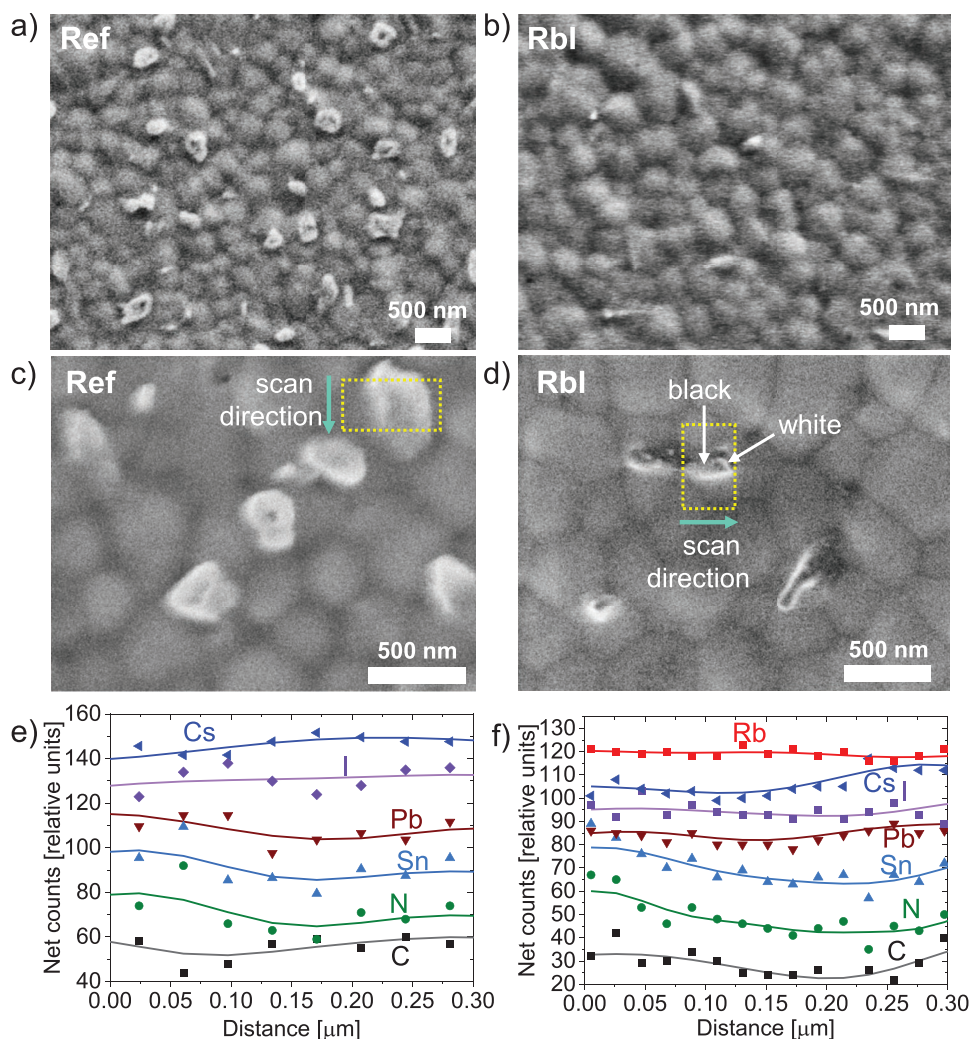 a)
Ref
500 nm
b)
RbI
500 nm
c)
Ref
scan
direction
500 nm
d)
RbI
black
white
scan
direction
500 nm
e)
160
140
120
100
80
60
40
Net counts [relative units]
Cs
I
Pb
Sn
N
C
0.00 0.05 0.10 0.15 0.20 0.25 0.30
Distance [μm]
f)
130
120
110
100
90
80
70
60
50
40
30
20
Net counts [relative units]
Rb
Cs
I
Pb
Sn
N
C
0.00 0.05 0.10 0.15 0.20 0.25 0.30
Distance [μm]